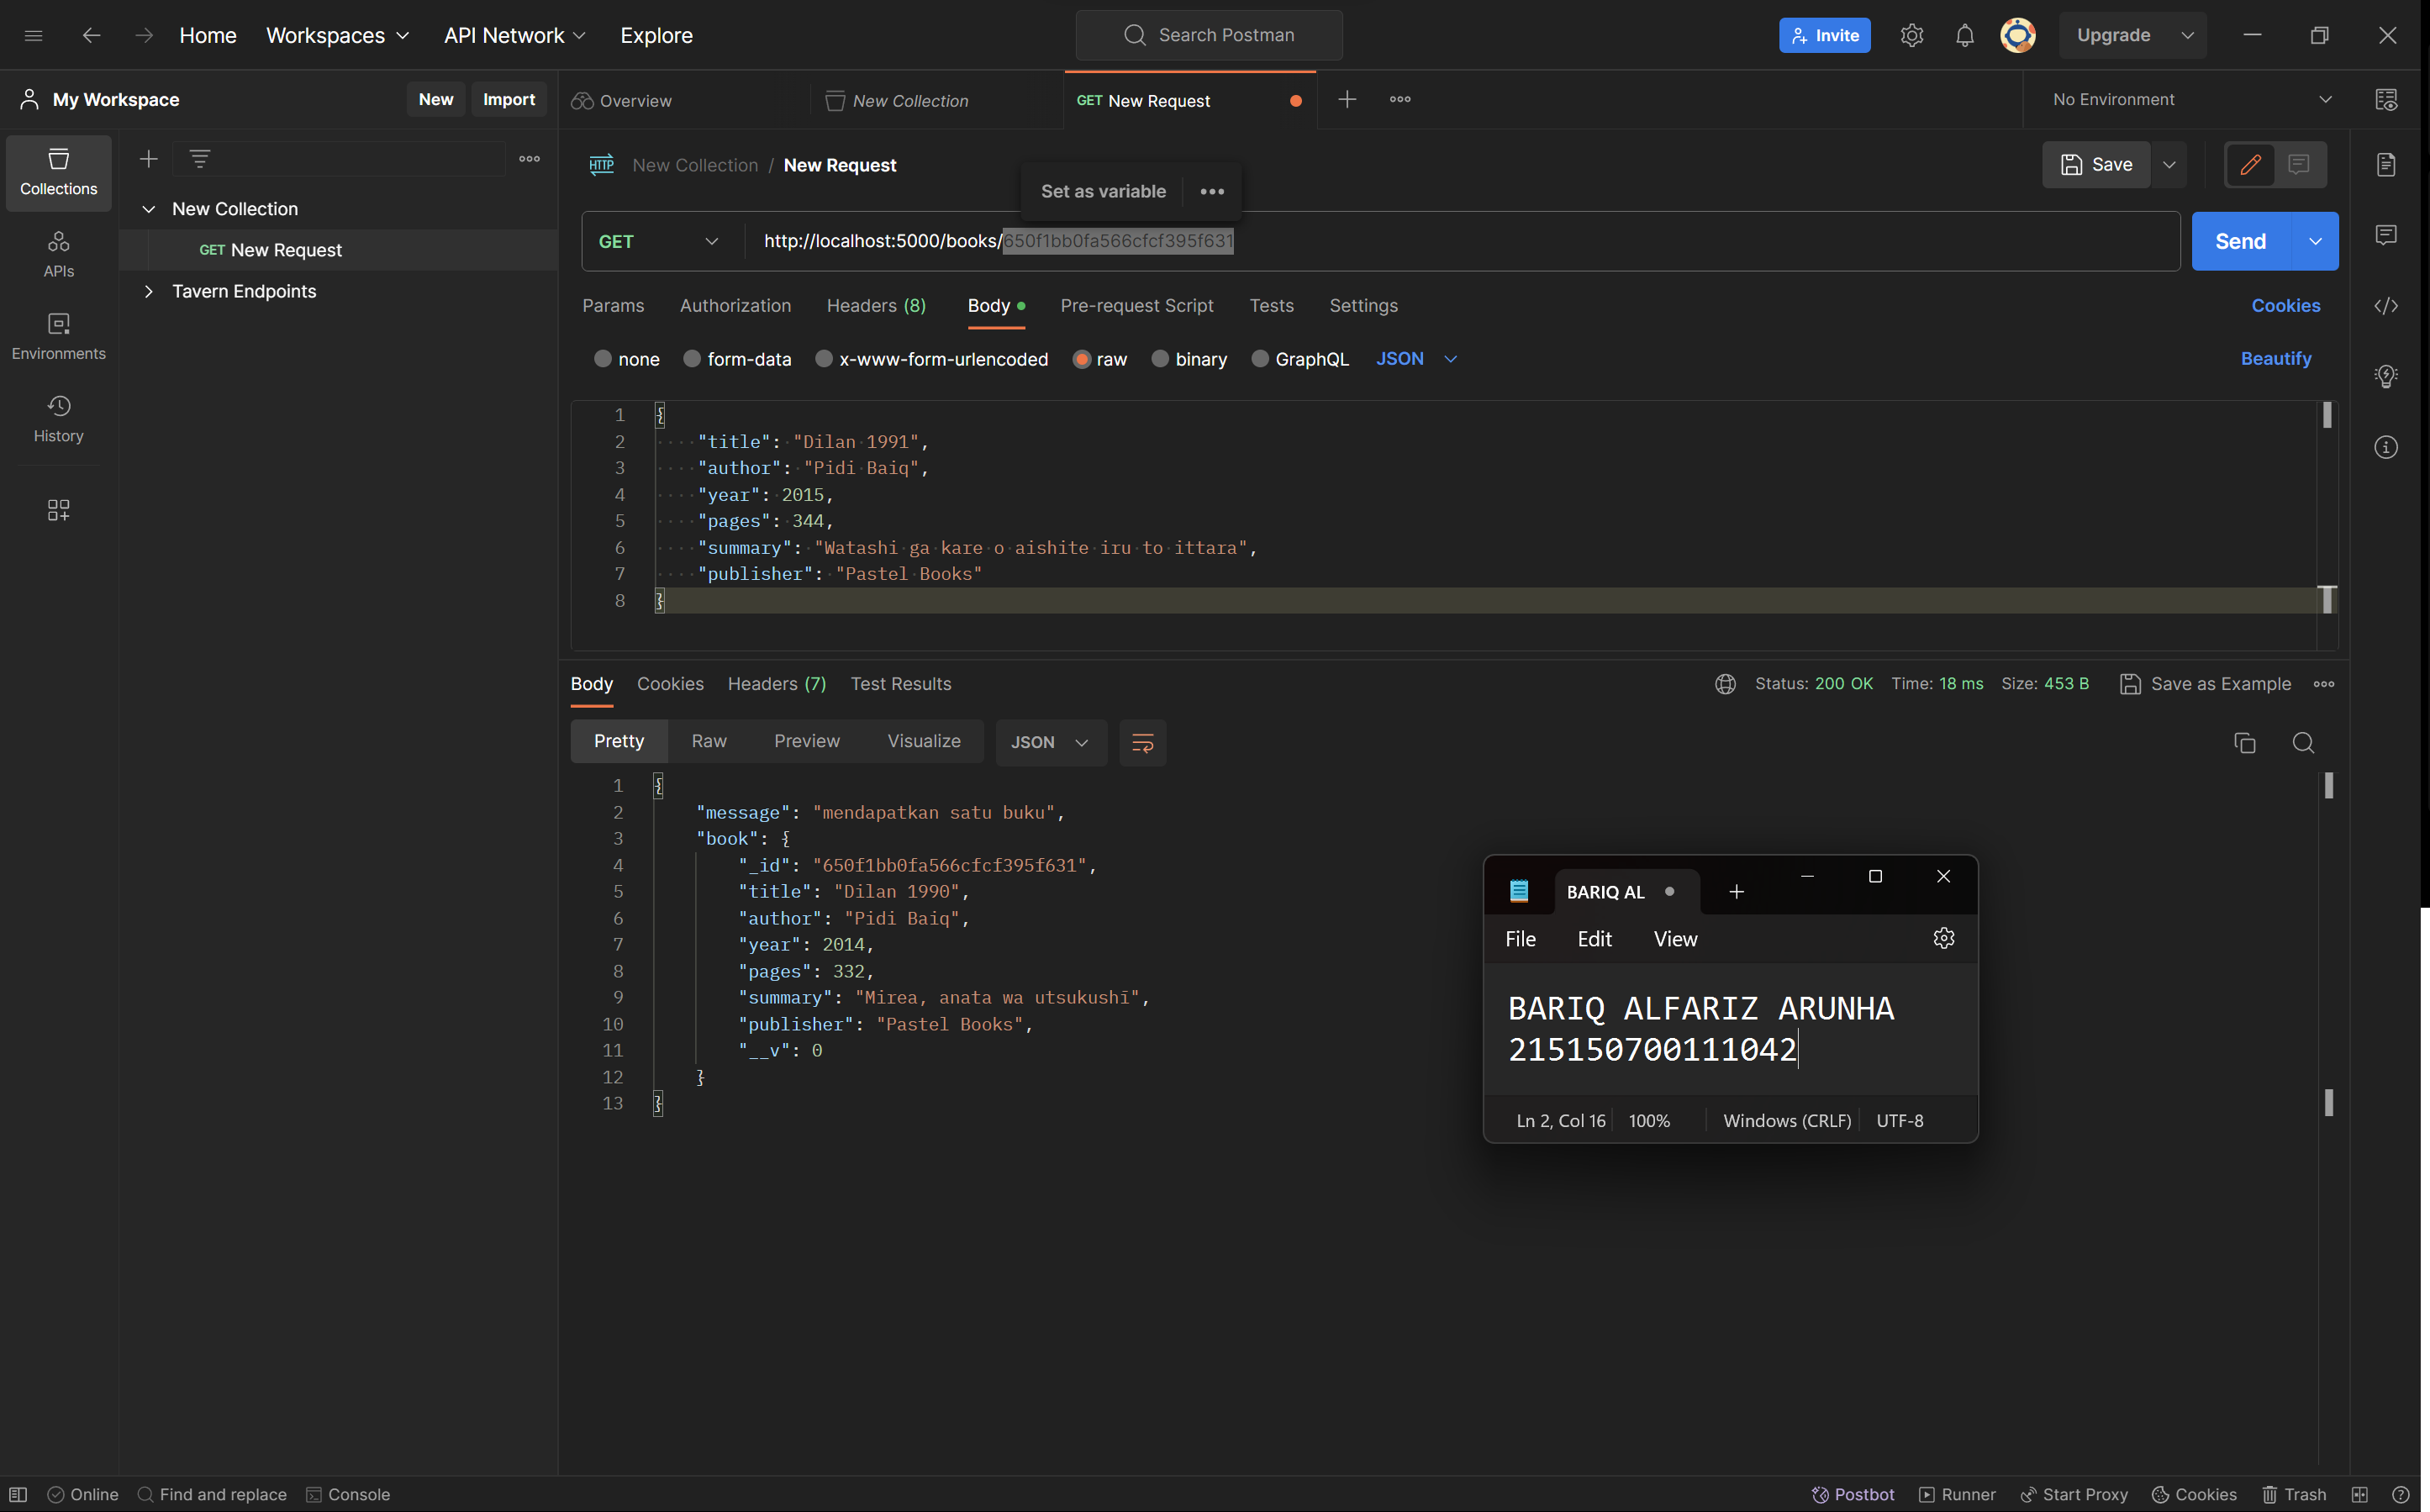 Home Workspaces API Network Explore Search Postman Invite Upgrade
My Workspace New Import Overview New Collection GET New Request No Environment
Collections
APIs
Environments
History
New Collection
GET New Request
Tavern Endpoints
HTTP New Collection / New Request Save
Set as variable
GET http://localhost:5000/books/650f1bb0fa566cfcf395f631 Send
Params Authorization Headers (8) Body Pre-request Script Tests Settings Cookies
none form-data x-www-form-urlencoded raw binary GraphQL JSON Beautify
1 {
2 "title": "Dilan 1991",
3 "author": "Pidi Baiq",
4 "year": 2015,
5 "pages": 344,
6 "summary": "Watashi ga kare o aishite iru to ittara",
7 "publisher": "Pastel Books"
8 }
Body Cookies Headers (7) Test Results Status: 200 OK Time: 18 ms Size: 453 B Save as Example
Pretty Raw Preview Visualize JSON
1 {
2 "message": "mendapatkan satu buku",
3 "book": {
4 "_id": "650f1bb0fa566cfcf395f631",
5 "title": "Dilan 1990",
6 "author": "Pidi Baiq",
7 "year": 2014,
8 "pages": 332,
9 "summary": "Mirea, anata wa utsukushī",
10 "publisher": "Pastel Books",
11 "__v": 0
12 }
13 }
BARIQ AL
File Edit View
BARIQ ALFARIZ ARUNHA
215150700111042
Ln 2, Col 16 100% Windows (CRLF) UTF-8
Online Find and replace Console Postbot Runner Start Proxy Cookies Trash